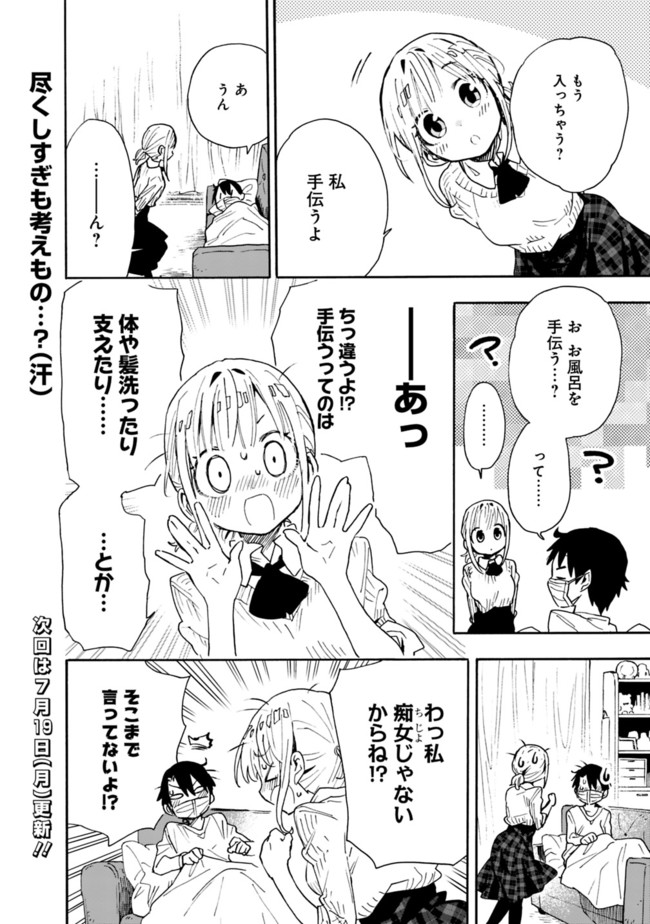 もう
入っちゃう?
私
手伝うよ
あ
うん
…――ん?
お お風呂を
手伝う…?
って……
?
?
……
――あっ
ちっ違うよ!?
手伝うってのは
体や髪洗ったり
支えたり……
…とか…
わっ私
痴女じゃない
ちじょ
からね!?
そこまで
言ってないよ!?
尽くしすぎも考えもの…?(汗)
次回は7月19日(月)更新!!